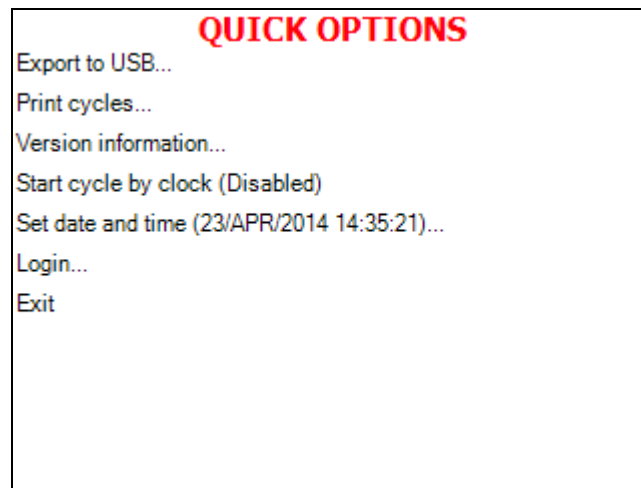 QUICK OPTIONS
Export to USB...
Print cycles...
Version information...
Start cycle by clock (Disabled)
Set date and time (23/APR/2014 14:35:21)...
Login...
Exit